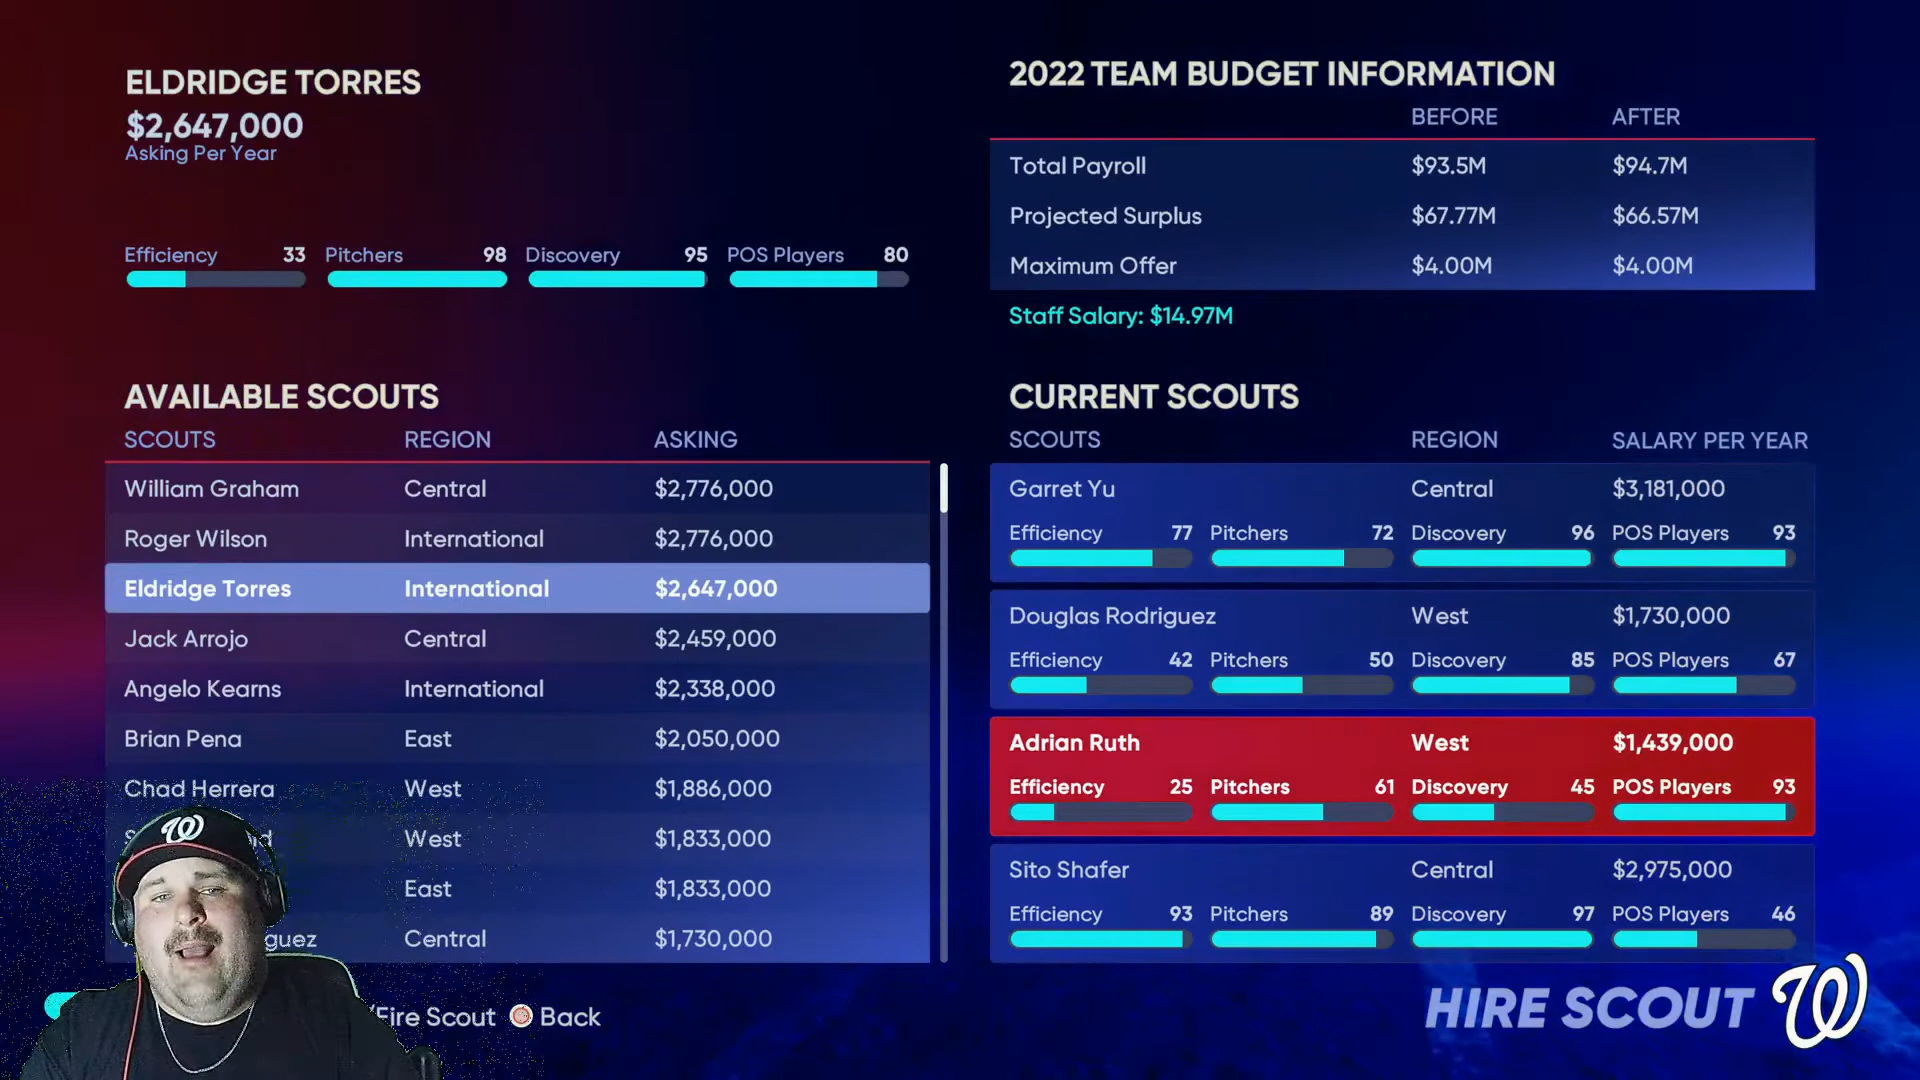 ELDRIDGE TORRES
$2,647,000
Asking Per Year
Efficiency 33 Pitchers 98 Discovery 95 POS Players 80
2022 TEAM BUDGET INFORMATION
BEFORE AFTER
Total Payroll $93.5M $94.7M
Projected Surplus $67.77M $66.57M
Maximum Offer $4.00M $4.00M
Staff Salary: $14.97M
AVAILABLE SCOUTS
SCOUTS REGION ASKING
William Graham Central $2,776,000
Roger Wilson International $2,776,000
Eldridge Torres International $2,647,000
Jack Arrojo Central $2,459,000
Angelo Kearns International $2,338,000
Brian Pena East $2,050,000
Chad Herrera West $1,886,000
West $1,833,000
East $1,833,000
Central $1,730,000
CURRENT SCOUTS
SCOUTS REGION SALARY PER YEAR
Garret Yu Central $3,181,000
Efficiency 77 Pitchers 72 Discovery 96 POS Players 93
Douglas Rodriguez West $1,730,000
Efficiency 42 Pitchers 50 Discovery 85 POS Players 67
Adrian Ruth West $1,439,000
Efficiency 25 Pitchers 61 Discovery 45 POS Players 93
Sito Shafer Central $2,975,000
Efficiency 93 Pitchers 89 Discovery 97 POS Players 46
/Fire Scout Back
HIRE SCOUT W
W